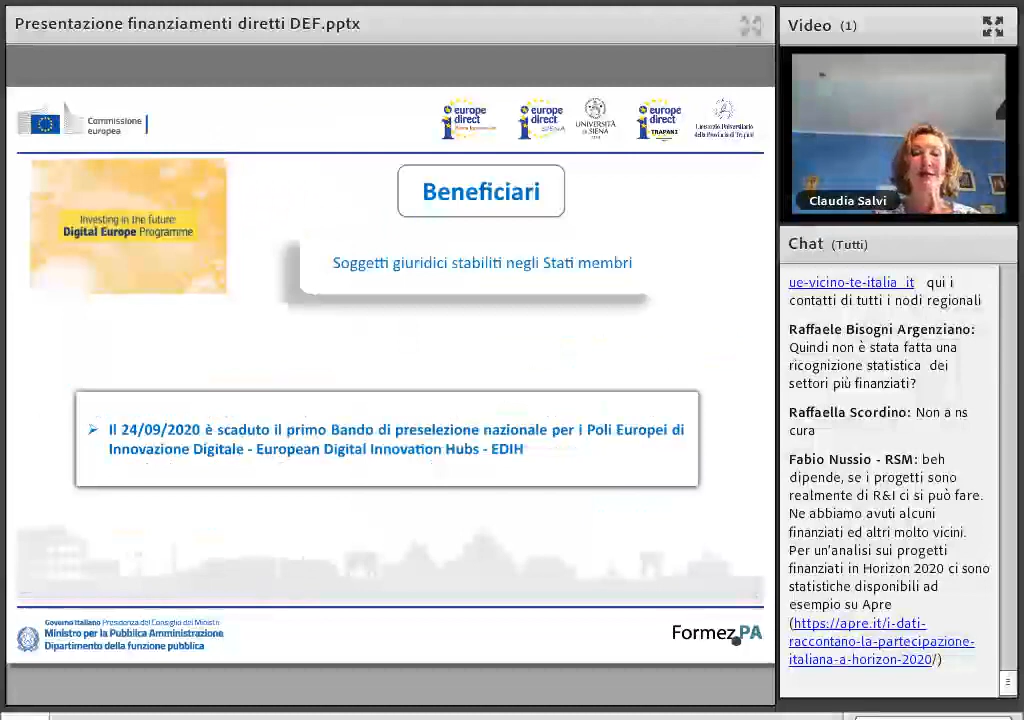 Presentazione finanziamenti diretti DEF.pptx
Commissione
europea
europe
direct
europe
direct
SIENA
UNIVERSITÀ
DI SIENA
europe
direct
TRAPANI
Investing in the future:
Digital Europe Programme
Beneficiari
Soggetti giuridici stabiliti negli Stati membri
➢ Il 24/09/2020 è scaduto il primo Bando di preselezione nazionale per i Poli Europei di
Innovazione Digitale - European Digital Innovation Hubs - EDIH
Governo Italiano Presidenza del Consiglio dei Ministri
Ministro per la Pubblica Amministrazione
Dipartimento della funzione pubblica
Formez PA
Video (1)
Claudia Salvi
Chat (Tutti)
ue-vicino-te-italia_it qui i
contatti di tutti i nodi regionali
Raffaele Bisogni Argenziano:
Quindi non è stata fatta una
ricognizione statistica dei
settori più finanziati?
Raffaella Scordino: Non a ns
cura
Fabio Nussio - RSM: beh
dipende, se i progetti sono
realmente di R&I ci si può fare.
Ne abbiamo avuti alcuni
finanziati ed altri molto vicini.
Per un'analisi sui progetti
finanziati in Horizon 2020 ci sono
statistiche disponibili ad
esempio su Apre
(https://apre.it/i-dati-
raccontano-la-partecipazione-
italiana-a-horizon-2020/)